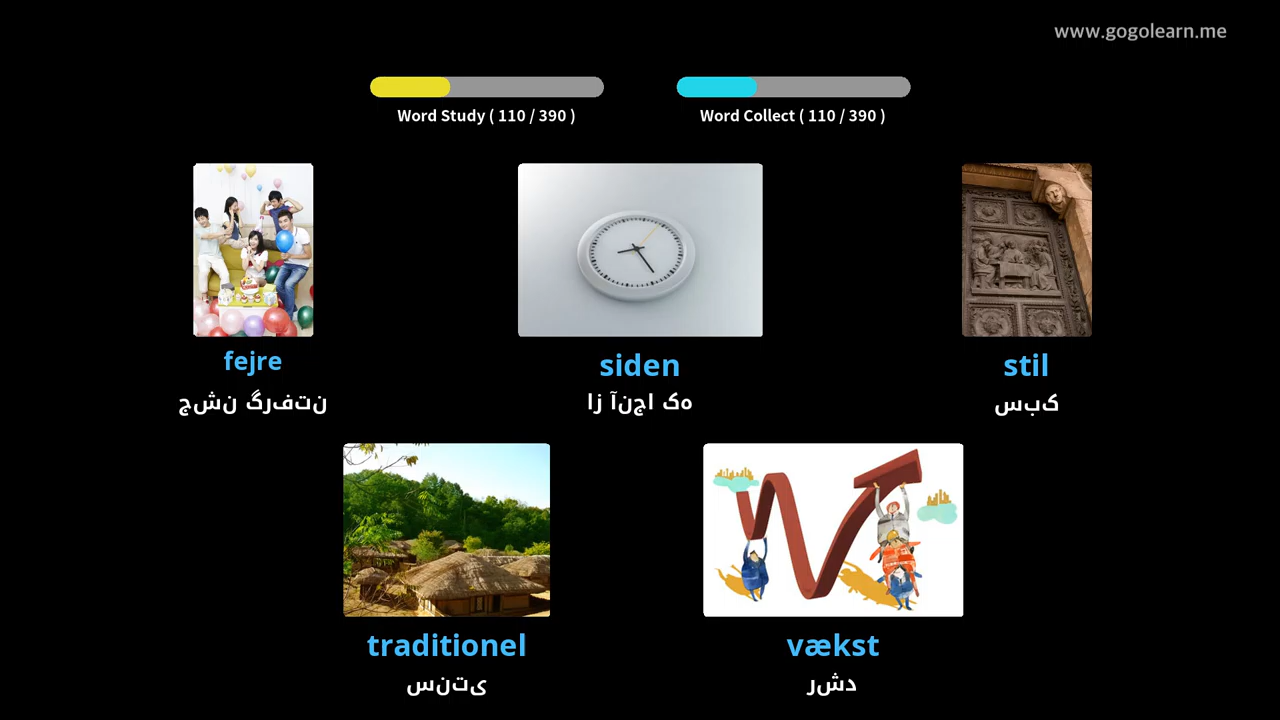 www.gogolearn.me
Word Study ( 110 / 390 )
Word Collect ( 110 / 390 )
fejre
siden
stil
جشن گرفتن
از آنجا که
سبک
traditionel
vækst
سنتی
رشد